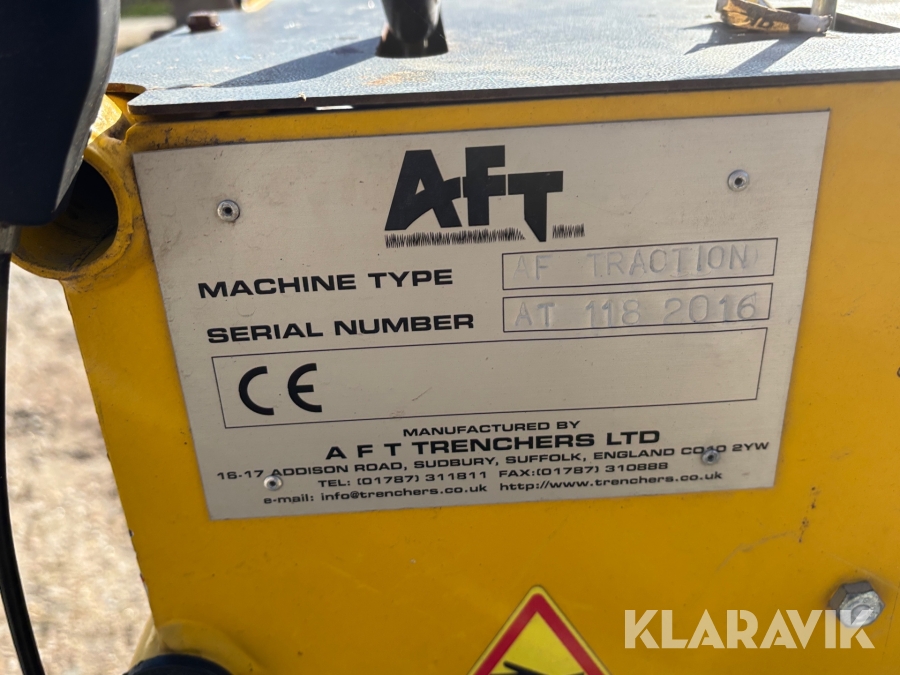 AFT
MACHINE TYPE AF TRACTION
SERIAL NUMBER AT 118 2016
CE
MANUFACTURED BY
A F T TRENCHERS LTD
16-17 ADDISON ROAD, SUDBURY, SUFFOLK, ENGLAND CO10 2YW
TEL: (01787) 311811 FAX:(01787) 310888
e-mail: info@trenchers.co.uk http://www.trenchers.co.uk
KLARAVIK